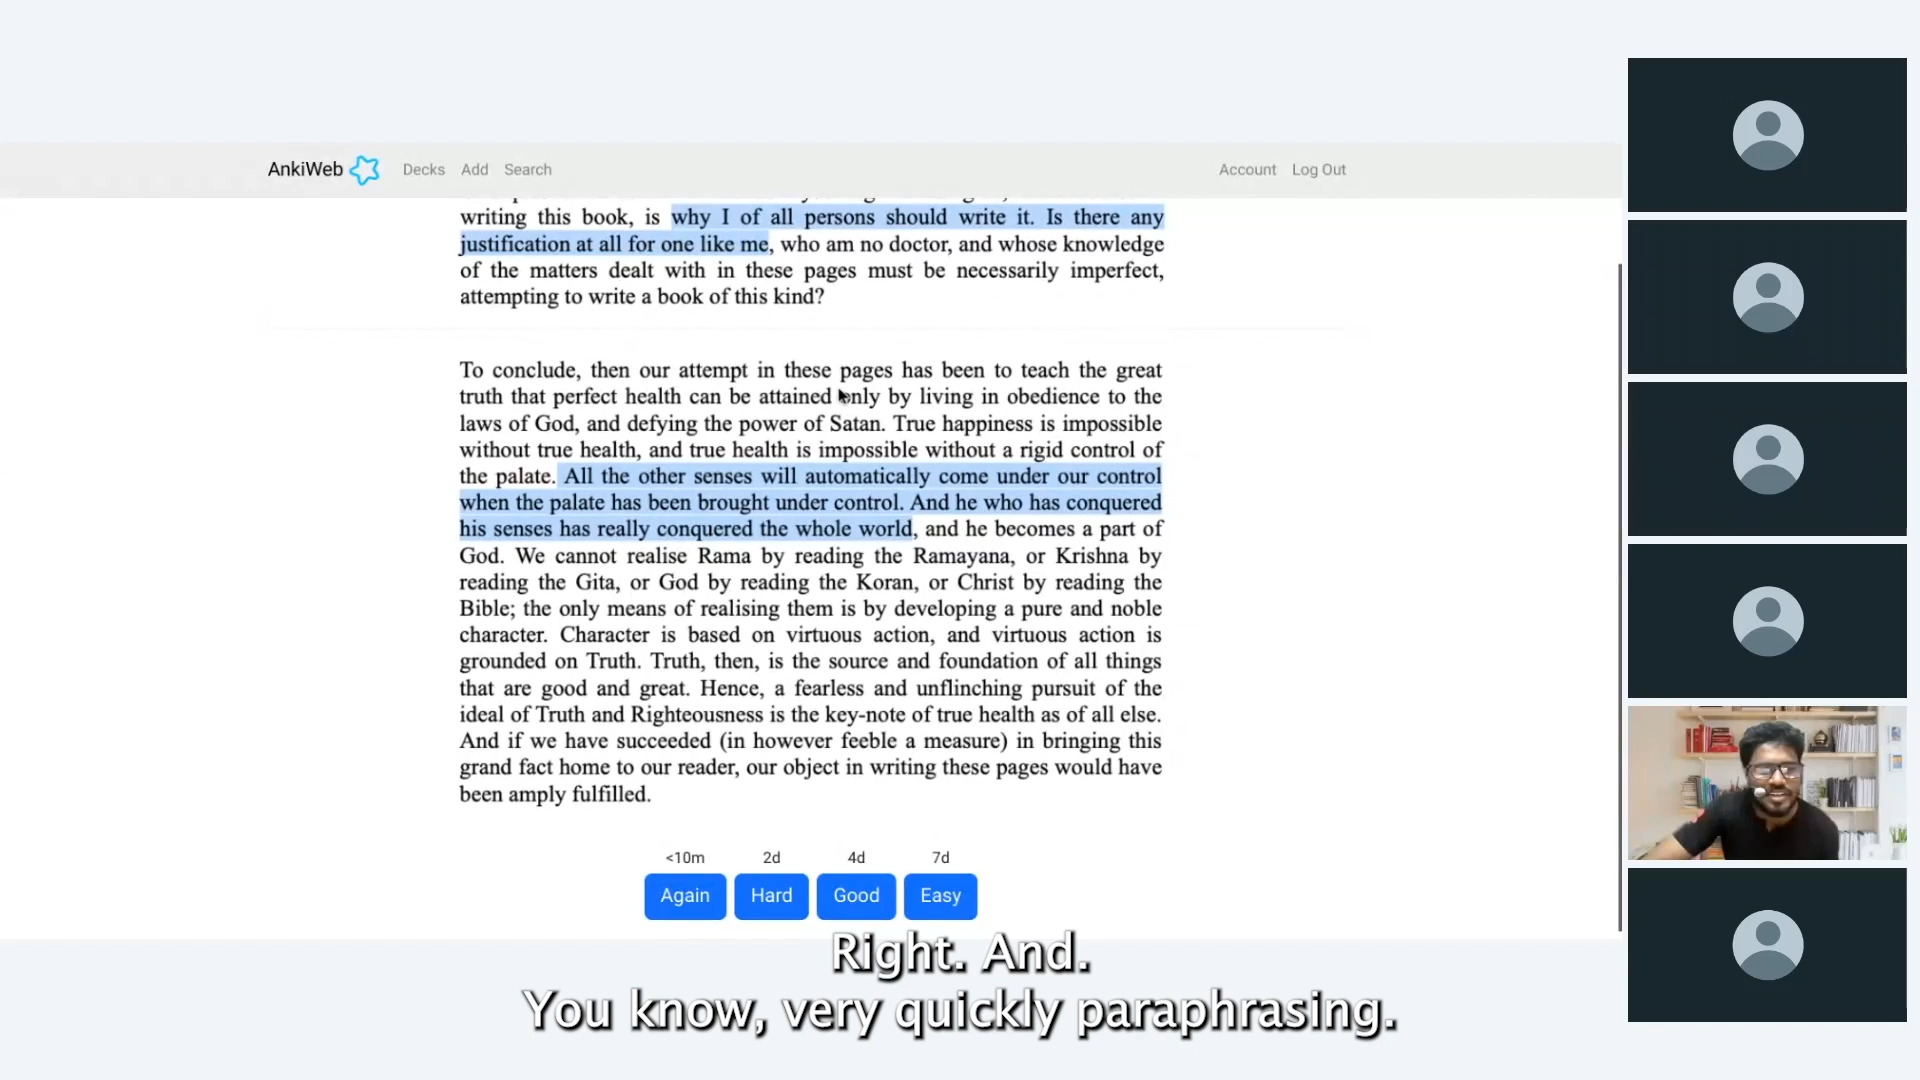 AnkiWeb Decks Add Search Account Log Out
writing this book, is why I of all persons should write it. Is there any
justification at all for one like me, who am no doctor, and whose knowledge
of the matters dealt with in these pages must be necessarily imperfect,
attempting to write a book of this kind?
To conclude, then our attempt in these pages has been to teach the great
truth that perfect health can be attained only by living in obedience to the
laws of God, and defying the power of Satan. True happiness is impossible
without true health, and true health is impossible without a rigid control of
the palate. All the other senses will automatically come under our control
when the palate has been brought under control. And he who has conquered
his senses has really conquered the whole world, and he becomes a part of
God. We cannot realise Rama by reading the Ramayana, or Krishna by
reading the Gita, or God by reading the Koran, or Christ by reading the
Bible; the only means of realising them is by developing a pure and noble
character. Character is based on virtuous action, and virtuous action is
grounded on Truth. Truth, then, is the source and foundation of all things
that are good and great. Hence, a fearless and unflinching pursuit of the
ideal of Truth and Righteousness is the key-note of true health as of all else.
And if we have succeeded (in however feeble a measure) in bringing this
grand fact home to our reader, our object in writing these pages would have
been amply fulfilled.
<10m 2d 4d 7d
Again Hard Good Easy
Right. And.
You know, very quickly paraphrasing.